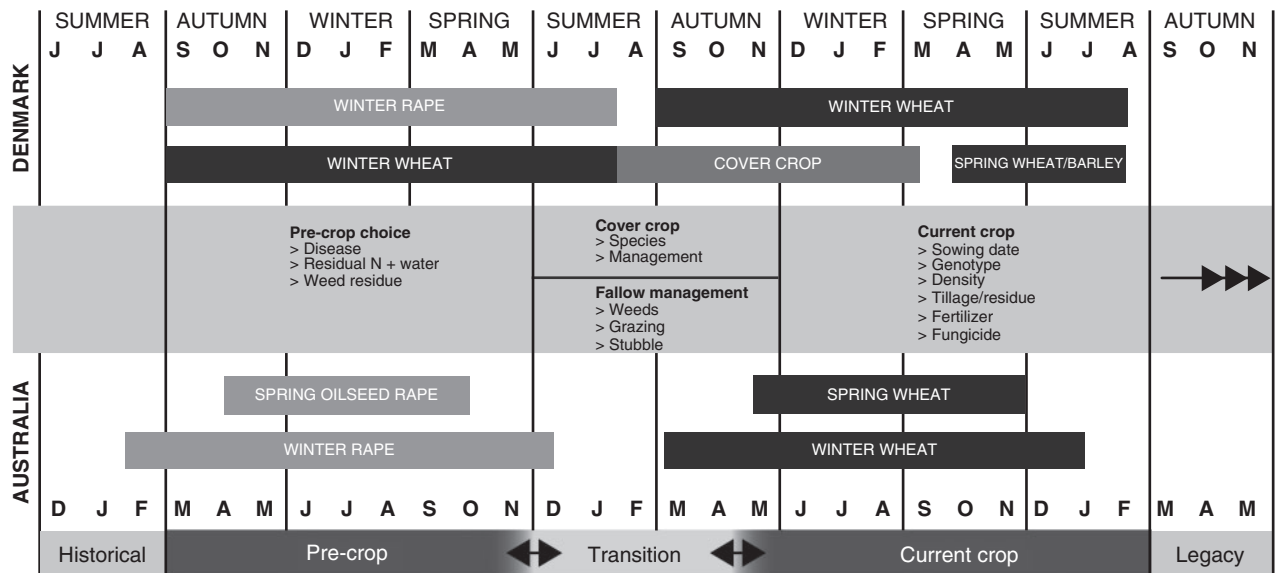 SUMMER AUTUMN WINTER SPRING SUMMER AUTUMN WINTER SPRING SUMMER AUTUMN
J J A S O N D J F M A M J J A S O N D J F M A M J J A S O N
DENMARK
WINTER RAPE WINTER WHEAT
WINTER WHEAT COVER CROP SPRING WHEAT/BARLEY
Pre-crop choice
> Disease
> Residual N + water
> Weed residue
Cover crop
> Species
> Management
Fallow management
> Weeds
> Grazing
> Stubble
Current crop
> Sowing date
> Genotype
> Density
> Tillage/residue
> Fertilizer
> Fungicide
AUSTRALIA
SPRING OILSEED RAPE SPRING WHEAT
WINTER RAPE WINTER WHEAT
D J F M A M J J A S O N D J F M A M J J A S O N D J F M A M
Historical Pre-crop Transition Current crop Legacy